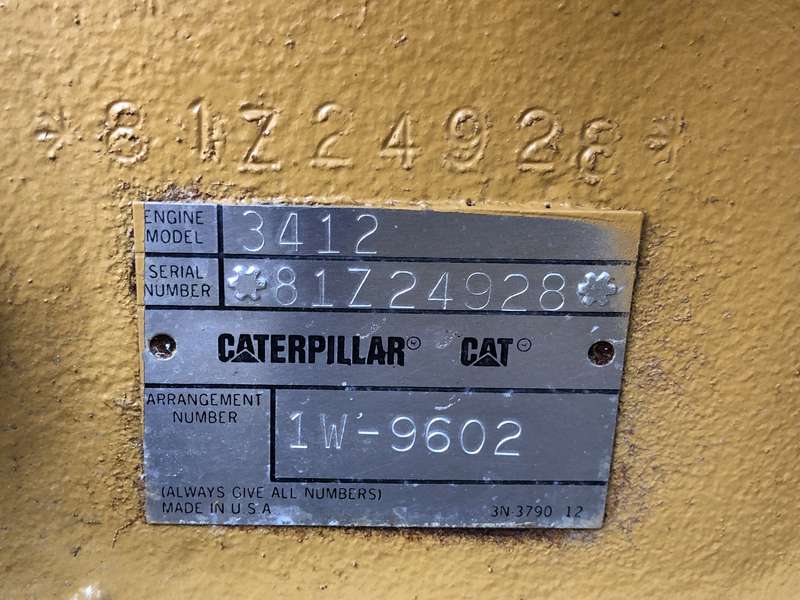 *81Z24928*
ENGINE MODEL 3412
SERIAL NUMBER *81Z24928*
CATERPILLAR® CAT®
ARRANGEMENT NUMBER 1W-9602
(ALWAYS GIVE ALL NUMBERS)
MADE IN U.S.A 3N-3790 12